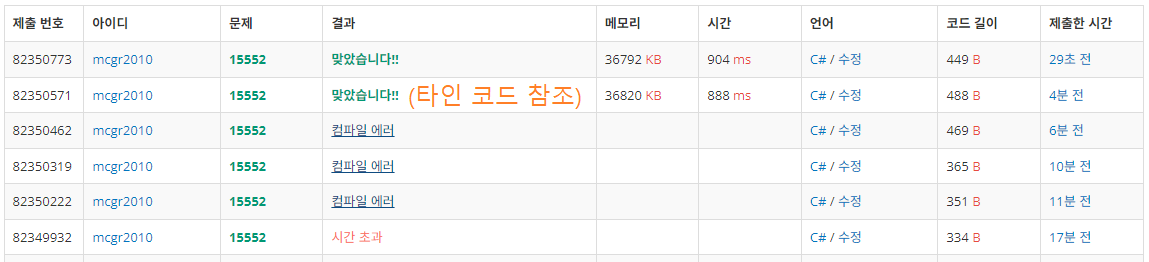 제출 번호 아이디 문제 결과 메모리 시간 언어 코드 길이 제출한 시간
82350773 mcgr2010 15552 맞았습니다!! 36792 KB 904 ms C# / 수정 449 B 29초 전
82350571 mcgr2010 15552 맞았습니다!! (타인 코드 참조) 36820 KB 888 ms C# / 수정 488 B 4분 전
82350462 mcgr2010 15552 컴파일 에러 C# / 수정 469 B 6분 전
82350319 mcgr2010 15552 컴파일 에러 C# / 수정 365 B 10분 전
82350222 mcgr2010 15552 컴파일 에러 C# / 수정 351 B 11분 전
82349932 mcgr2010 15552 시간 초과 C# / 수정 334 B 17분 전